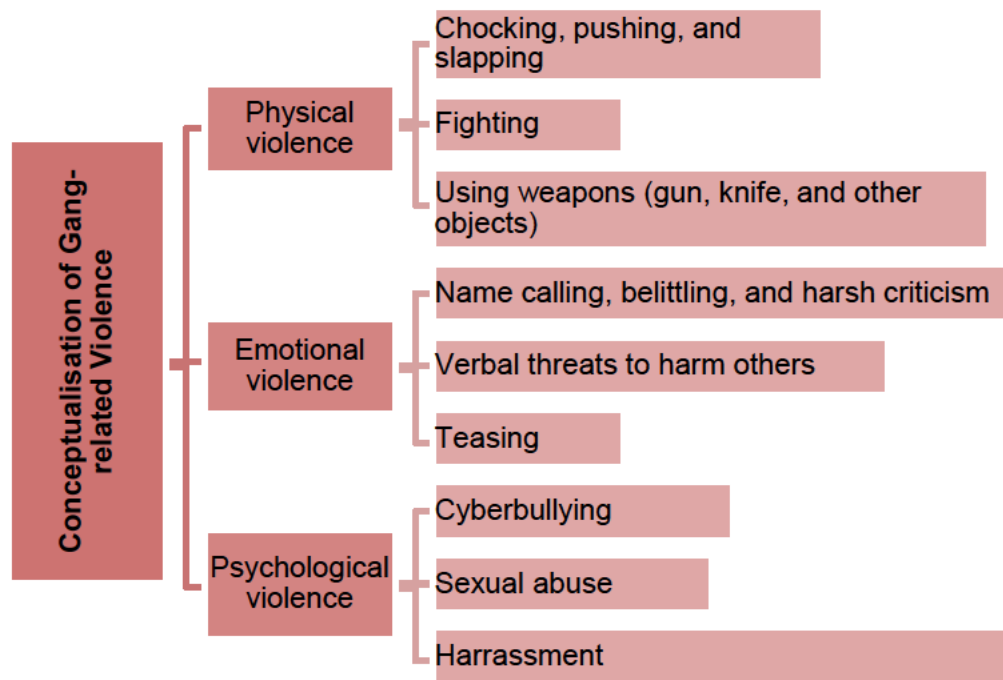 Conceptualisation of Gang-
related Violence
Physical
violence
Chocking, pushing, and
slapping
Fighting
Using weapons (gun, knife, and other
objects)
Emotional
violence
Name calling, belittling, and harsh criticism
Verbal threats to harm others
Teasing
Psychological
violence
Cyberbullying
Sexual abuse
Harrassment